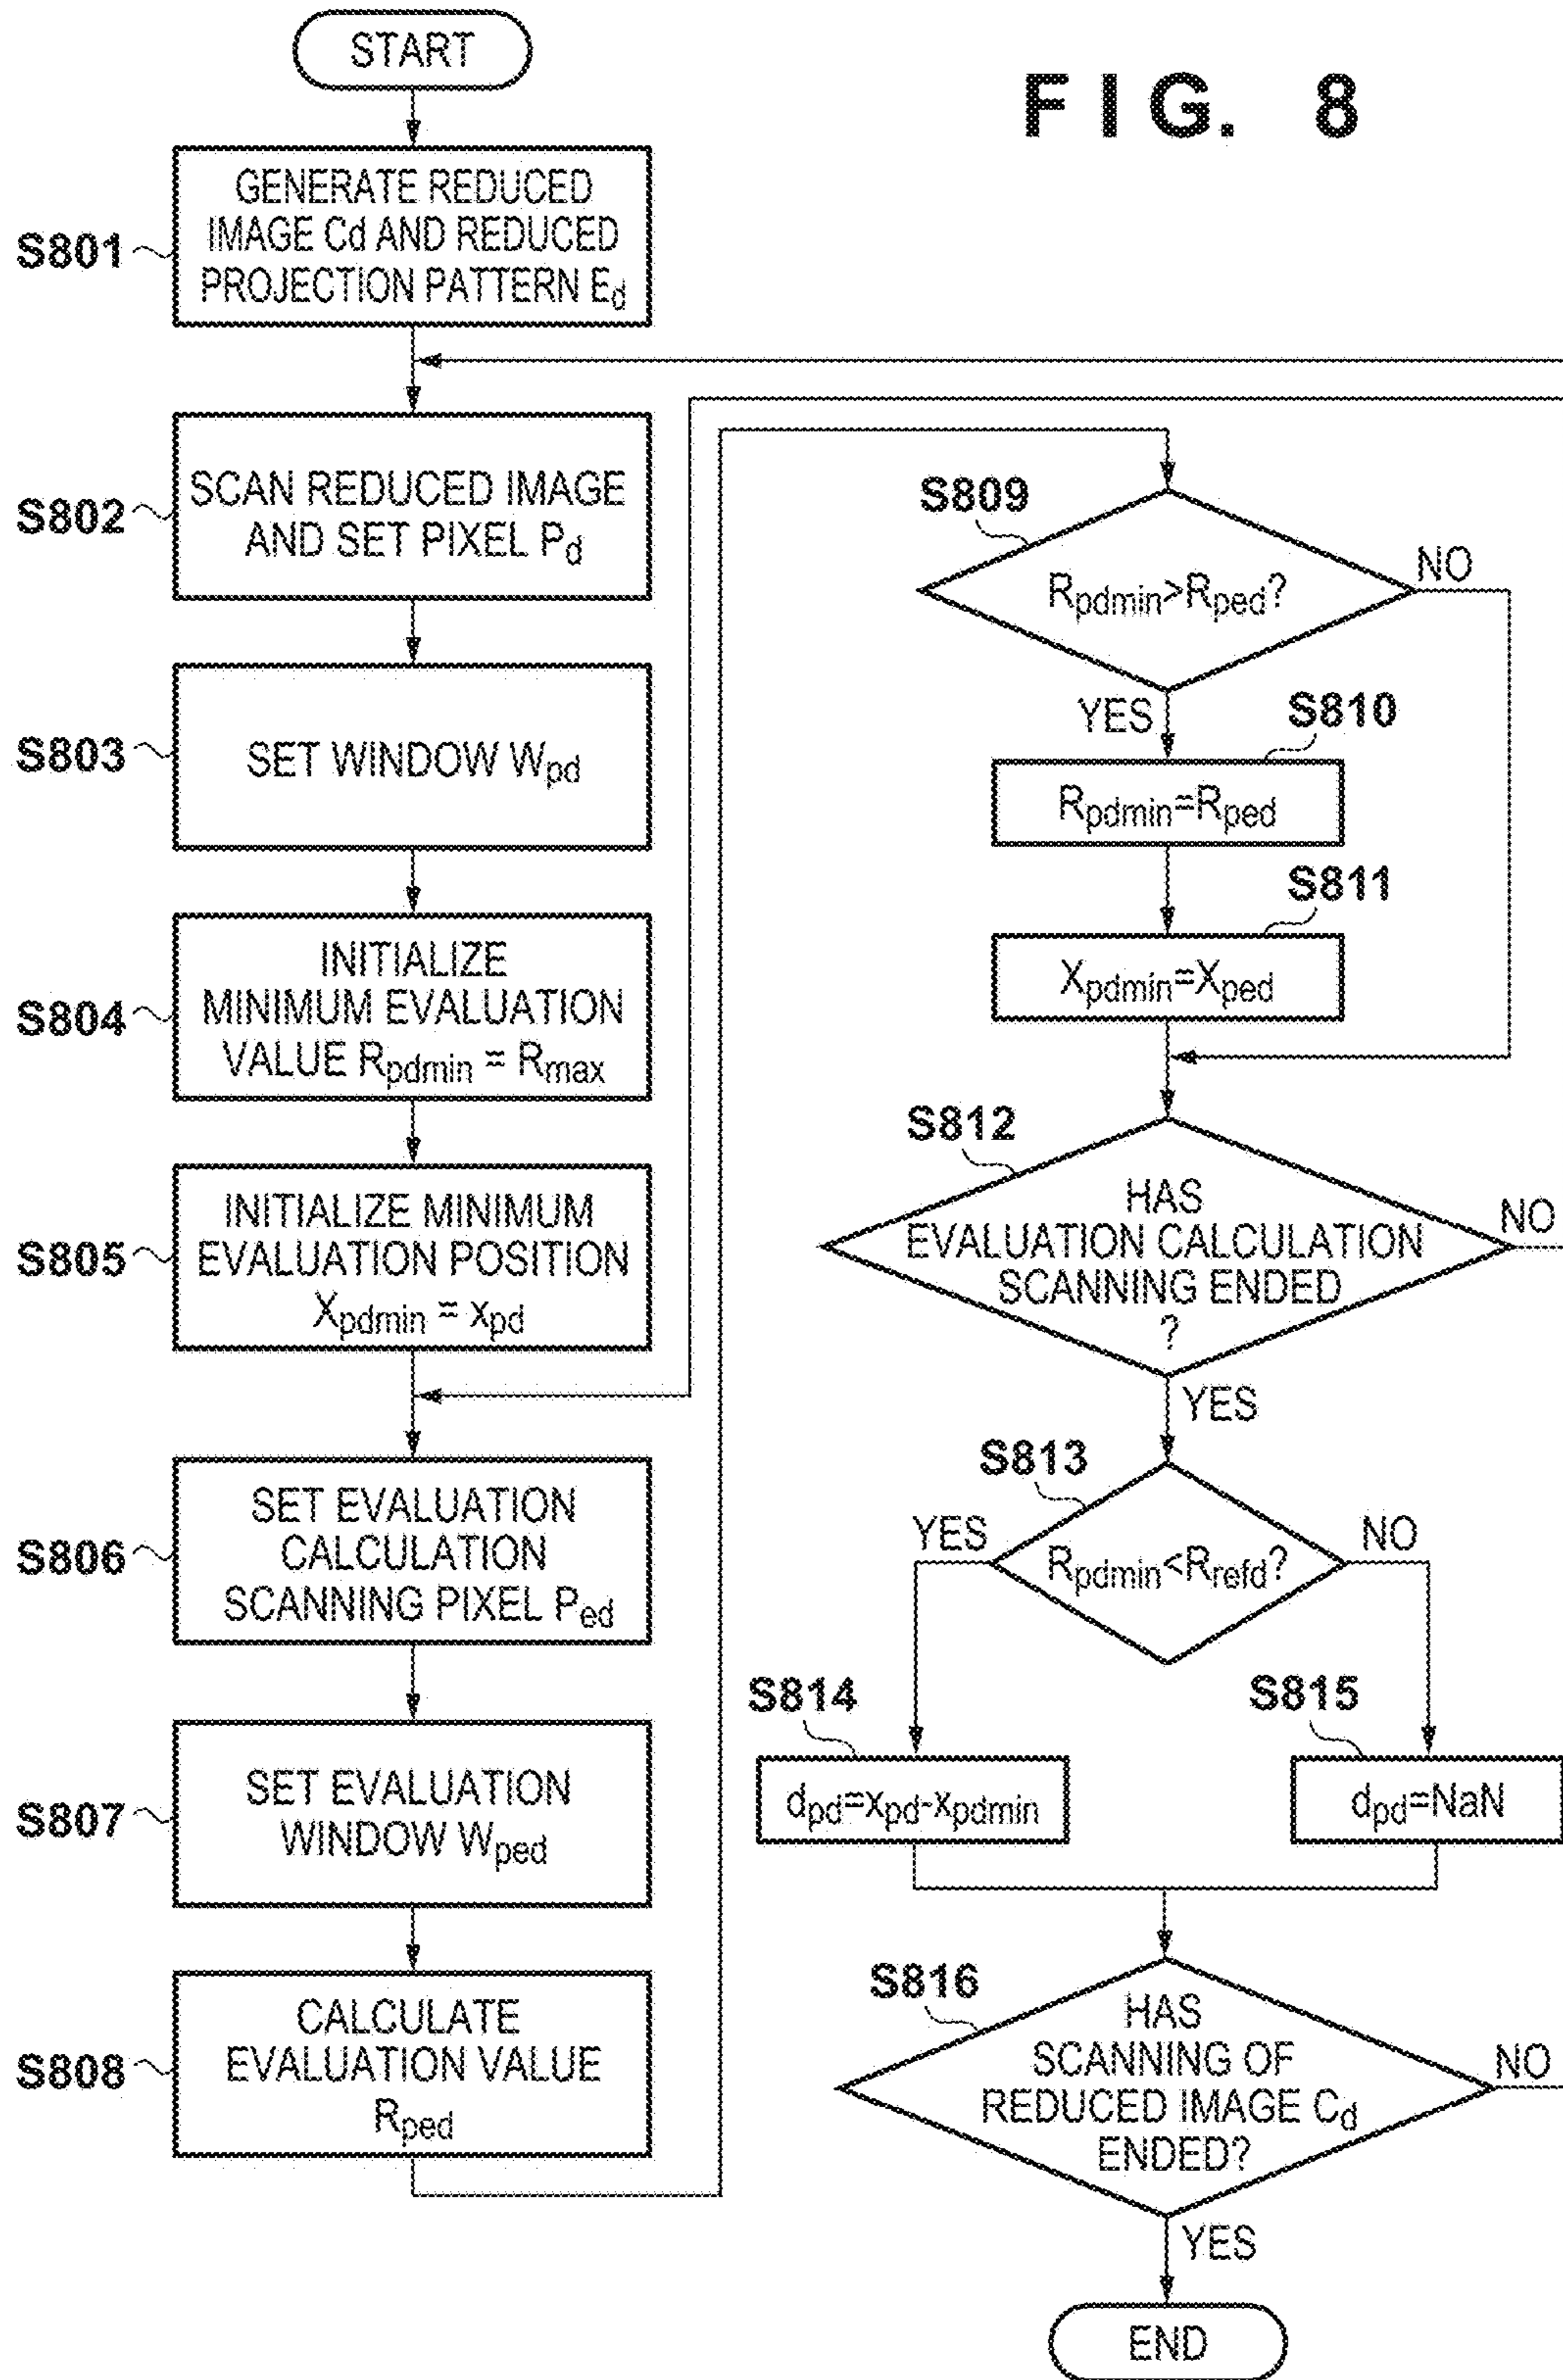 FIG. 8
START
S801
GENERATE REDUCED
IMAGE Cd AND REDUCED
PROJECTION PATTERN Ed
S802
SCAN REDUCED IMAGE
AND SET PIXEL Pd
S803
SET WINDOW Wpd
S804
INITIALIZE
MINIMUM EVALUATION
VALUE Rpdmin = Rmax
S805
INITIALIZE MINIMUM
EVALUATION POSITION
Xpdmin = xpd
S806
SET EVALUATION
CALCULATION
SCANNING PIXEL Ped
S807
SET EVALUATION
WINDOW Wped
S808
CALCULATE
EVALUATION VALUE
Rped
S809
Rpdmin>Rped?
NO
YES
S810
Rpdmin=Rped
S811
Xpdmin=Xped
S812
HAS
EVALUATION CALCULATION
SCANNING ENDED
?
NO
YES
S813
Rpdmin<Rrefd?
YES
NO
S814
dpd=xpd-xpdmin
S815
dpd=NaN
S816
HAS
SCANNING OF
REDUCED IMAGE Cd
ENDED?
NO
YES
END